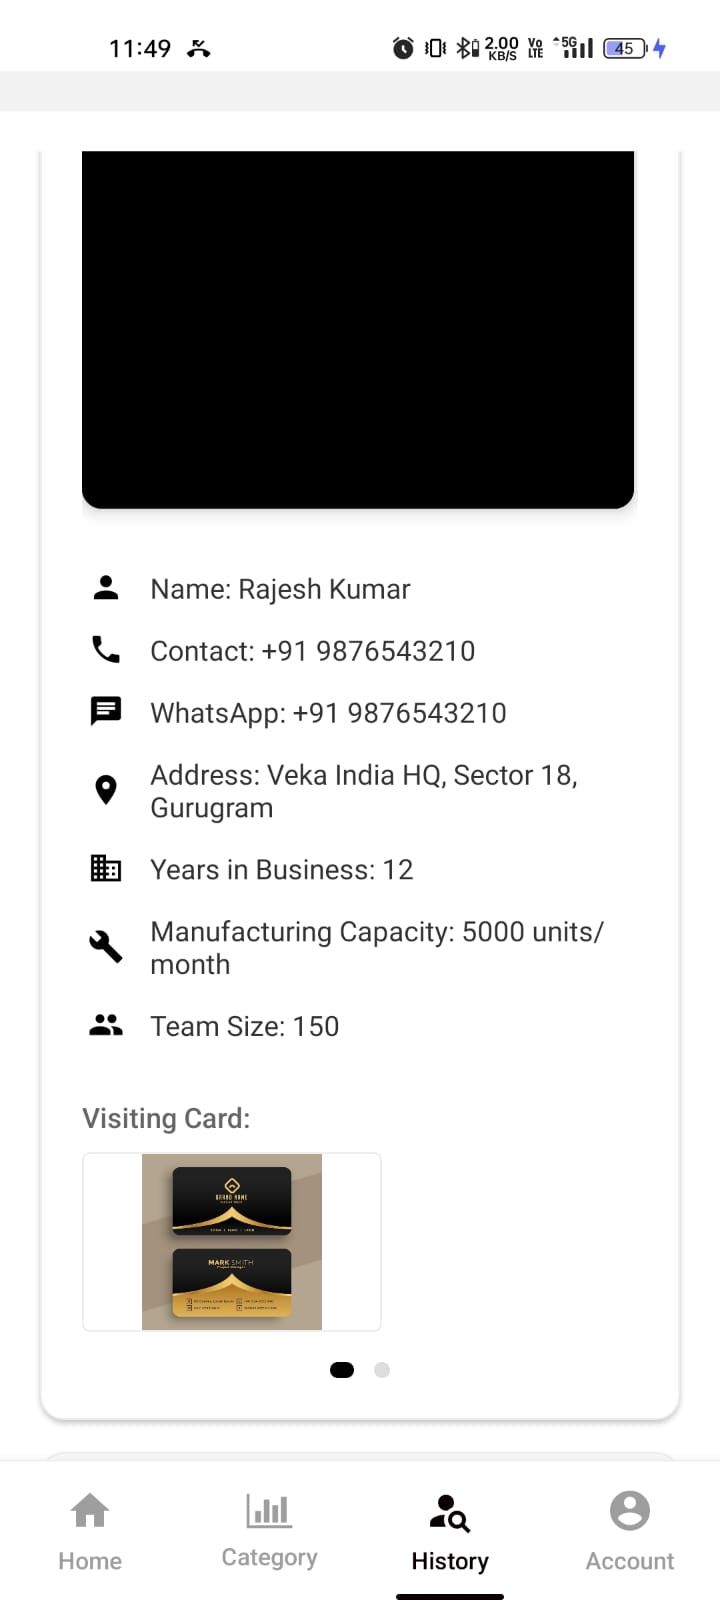 11:49
2.00
KB/S
Vo
LTE
5G
45
Name: Rajesh Kumar
Contact: +91 9876543210
WhatsApp: +91 9876543210
Address: Veka India HQ, Sector 18,
Gurugram
Years in Business: 12
Manufacturing Capacity: 5000 units/
month
Team Size: 150
Visiting Card:
BRAND NAME
MARK SMITH
Home
Category
History
Account